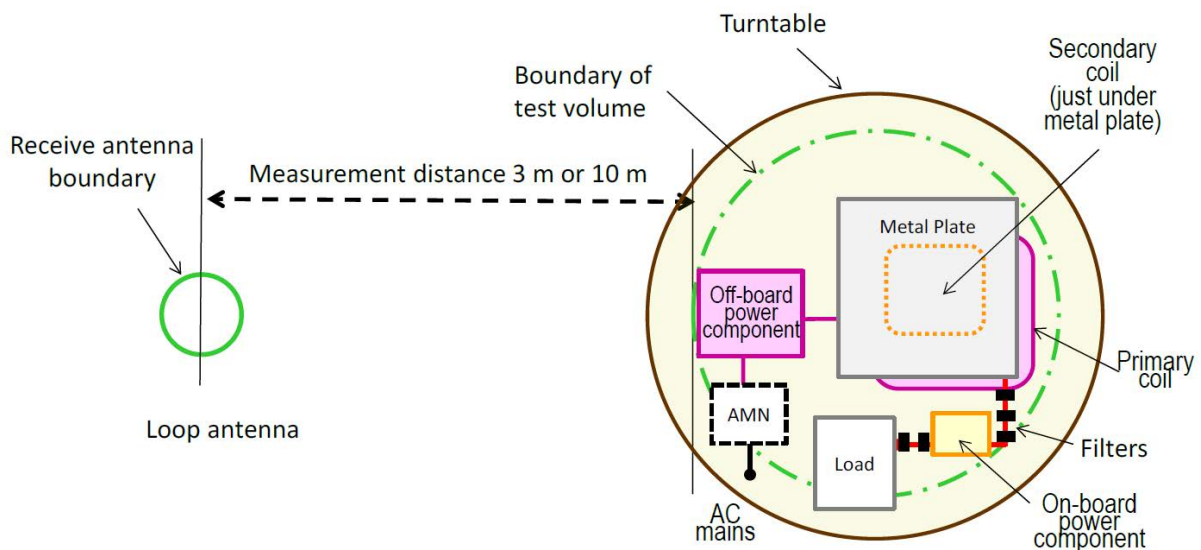 Turntable
Secondary
coil
(just under
metal plate)
Boundary of
test volume
Receive antenna
boundary
Measurement distance 3 m or 10 m
Metal Plate
Off-board
power
component
Primary
coil
AMN
Loop antenna
Load
Filters
AC
mains
On-board
power
component